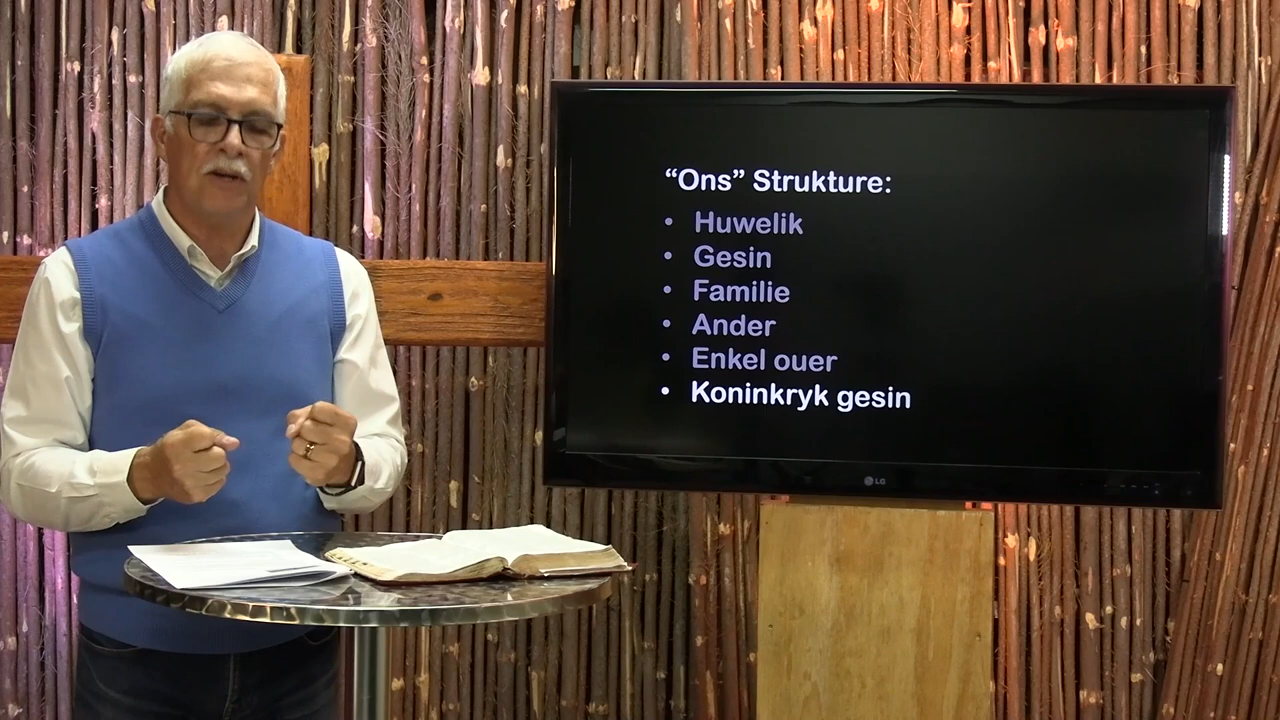 “Ons” Strukture:
• Huwelik
• Gesin
• Familie
• Ander
• Enkel ouer
• Koninkryk gesin
LG